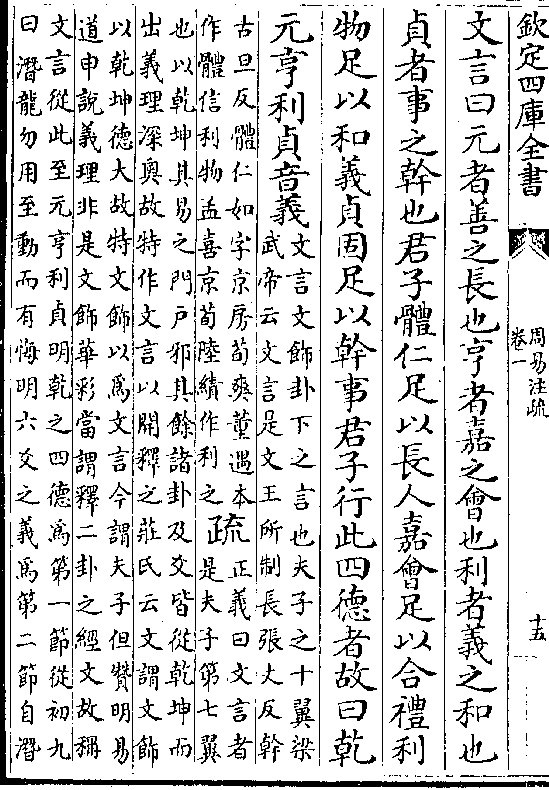 欽定四庫全書
周易注疏
卷一
十五
文言曰元者善之長也亨者嘉之會也利者義之和也
貞者事之幹也君子體仁足以長人嘉會足以合禮利
物足以和義貞固足以幹事君子行此四德者故曰乾
元亨利貞音義
文言文飾卦下之言也夫子之十翼梁
武帝云文言是文王所制長張丈反幹
古旦反體仁如字京房荀爽董遇本
作體信利物孟喜京荀陸績作利之
疏
正義曰文言者
是夫子第七翼
也以乾坤其易之門户邪其餘諸卦及爻皆從乾坤而
出義理深奥故特作文言以開釋之莊氏云文謂文飾
以乾坤德大故特文飾以爲文言今謂夫子但贊明易
道申說義理非是文飾華彩當謂釋二卦之經文故稱
文言從此至元亨利貞明乾之四德爲第一節從初九
曰潛龍勿用至動而有悔明六爻之義爲第二節自潛